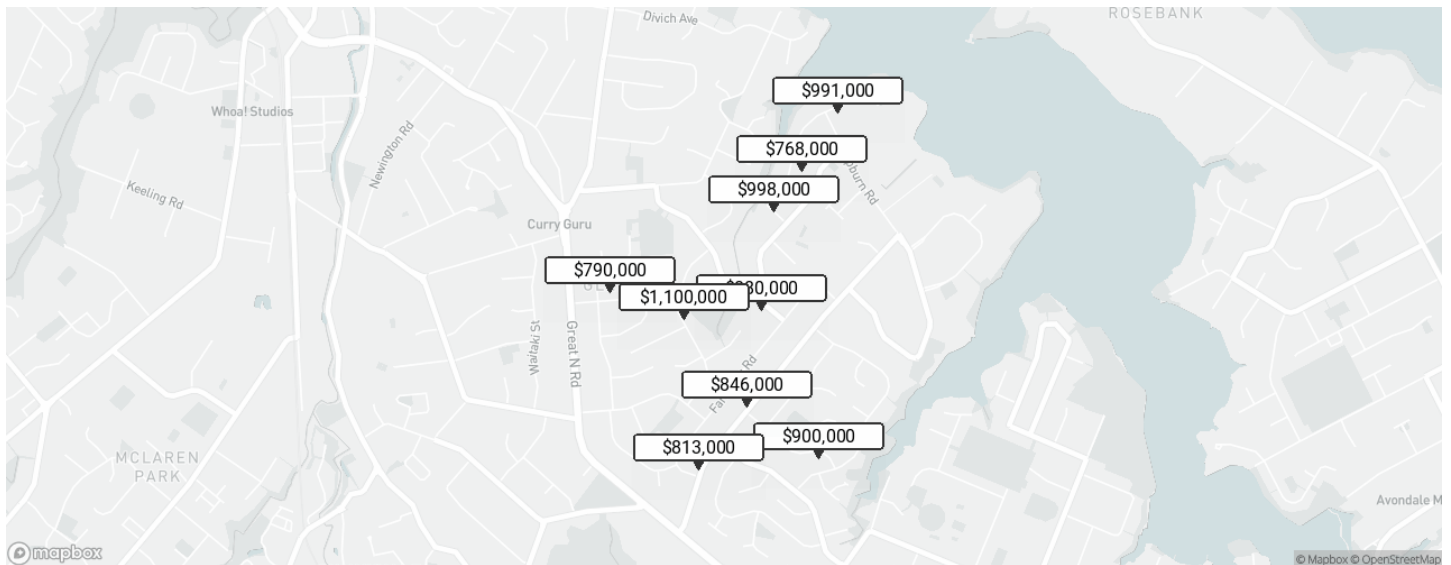 Divich Ave
ROSEBANK
$991,000
Whoa! Studios
$768,000
Newington Rd
Keeling Rd
$998,000
Curry Guru
$790,000
$1,100,000
Waitaki St
Great N Rd
Rd
$846,000
$900,000
$813,000
MCLAREN
PARK
Avondale M
mapbox
© Mapbox © OpenStreetMap